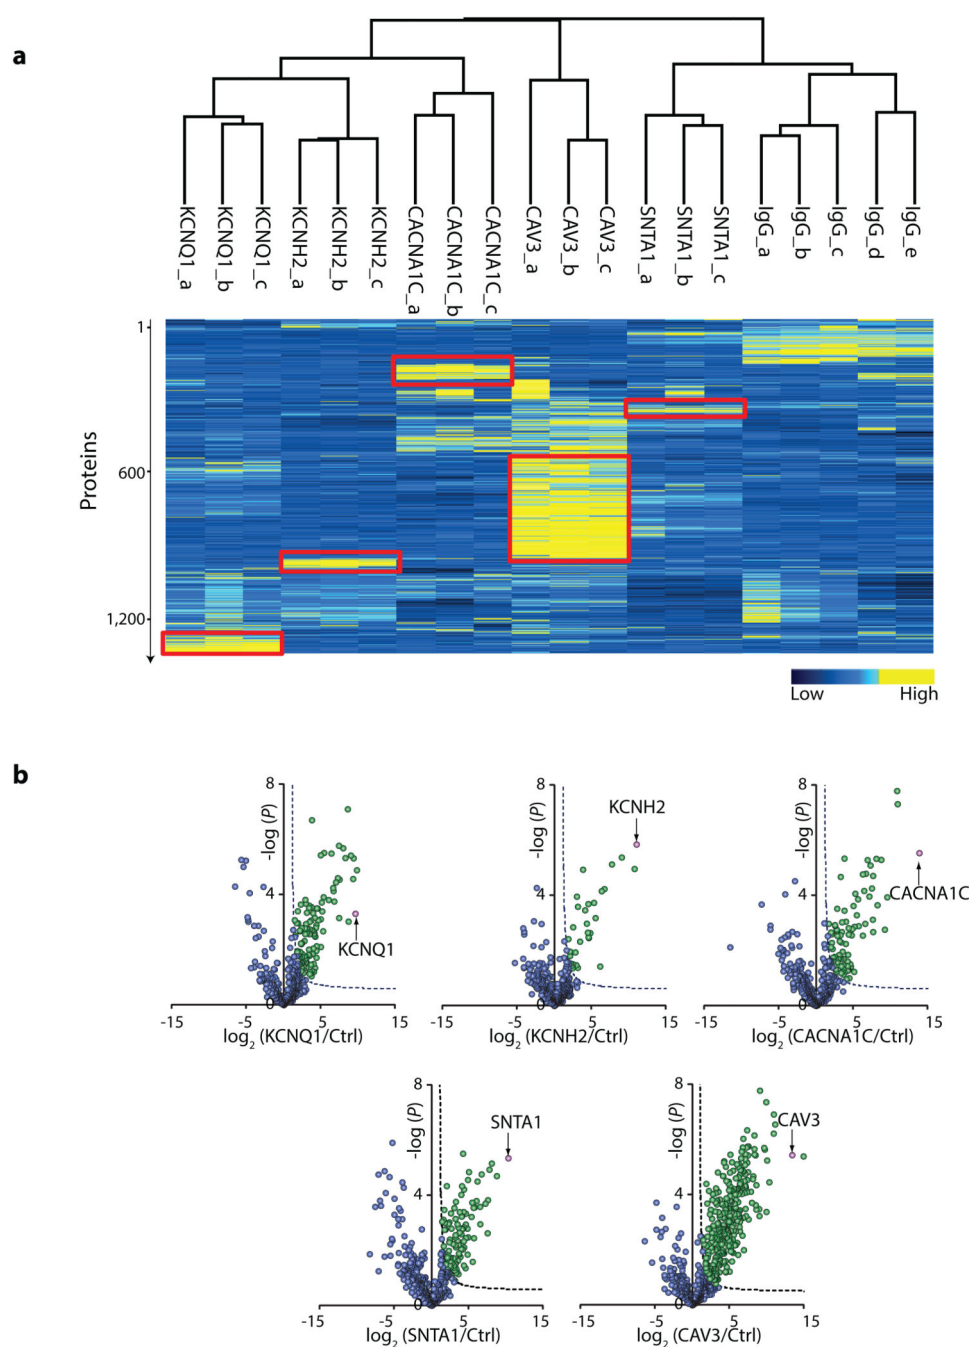 a
KCNQ1_a
KCNQ1_b
KCNQ1_c
KCNH2_a
KCNH2_b
KCNH2_c
CACNA1C_a
CACNA1C_b
CACNA1C_c
CAV3_a
CAV3_b
CAV3_c
SNTA1_a
SNTA1_b
SNTA1_c
IgG_a
IgG_b
IgG_c
IgG_d
IgG_e
Proteins
1
600
1,200
Low High
b
8
4
0
-log (P)
KCNQ1
-15 -5 5 15
log2 (KCNQ1/Ctrl)
8
4
0
-log (P)
KCNH2
-15 -5 5 15
log2 (KCNH2/Ctrl)
8
4
0
-log (P)
CACNA1C
-15 -5 5 15
log2 (CACNA1C/Ctrl)
8
4
0
-log (P)
SNTA1
-15 -5 5 15
log2 (SNTA1/Ctrl)
8
4
0
-log (P)
CAV3
-15 -5 5 15
log2 (CAV3/Ctrl)